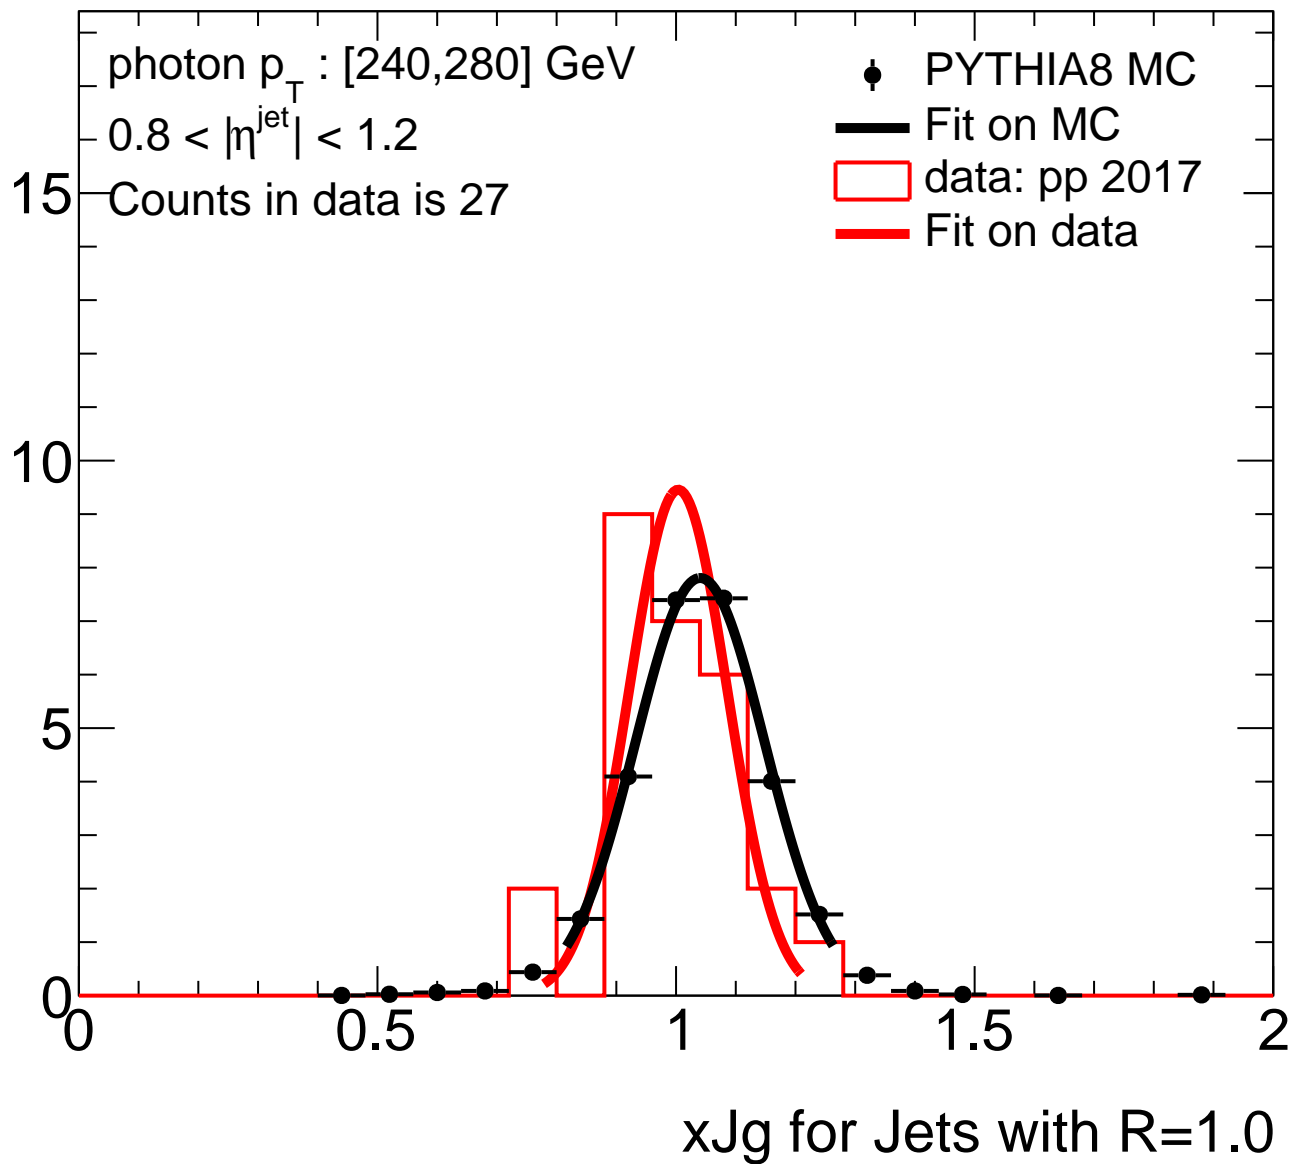 photon p_T : [240,280] GeV
0.8 < |η^jet| < 1.2
Counts in data is 27
PYTHIA8 MC
Fit on MC
data: pp 2017
Fit on data
15
10
5
0
0 0.5 1 1.5 2
xJg for Jets with R=1.0